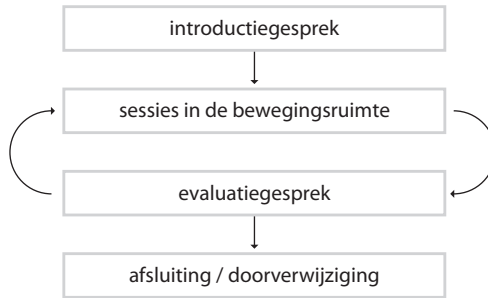 introductiegesprek
sessies in de bewegingsruimte
evaluatiegesprek
afsluiting / doorverwijziging